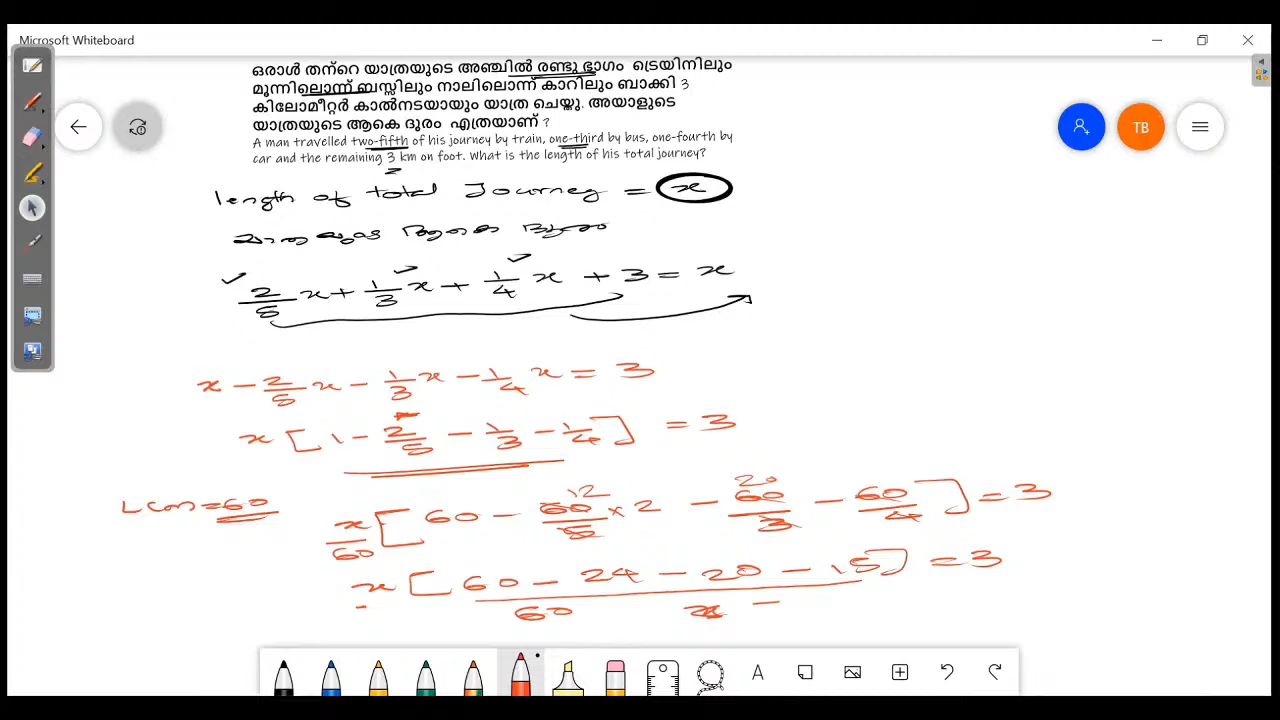 Microsoft Whiteboard
ഒരാൾ തന്റെ യാത്രയുടെ അഞ്ചിൽ രണ്ടു ഭാഗം ട്രെയിനിലും
മൂന്നിലൊന്ന് ബസ്സിലും നാലിലൊന്ന് കാറിലും ബാക്കി 3
കിലോമീറ്റർ കാൽനടയായും യാത്ര ചെയ്തു. അയാളുടെ
യാത്രയുടെ ആകെ ദൂരം എത്രയാണ് ?
A man travelled two-fifth of his journey by train, one-third by bus, one-fourth by
car and the remaining 3 km on foot. What is the length of his total journey?
TB
length of total Journey = x
യാത്രയുടെ ആകെ ദൂരം
2/5 x + 1/3 x + 1/4 x + 3 = x
x - 2/5 x - 1/3 x - 1/4 x = 3
x [ 1 - 2/5 - 1/3 - 1/4 ] = 3
LCM = 60
12 20
x/60 [ 60 - 60/5 × 2 - 60/3 - 60/4 ] = 3
x [ 60 - 24 - 20 - 15 ] = 3
60
A